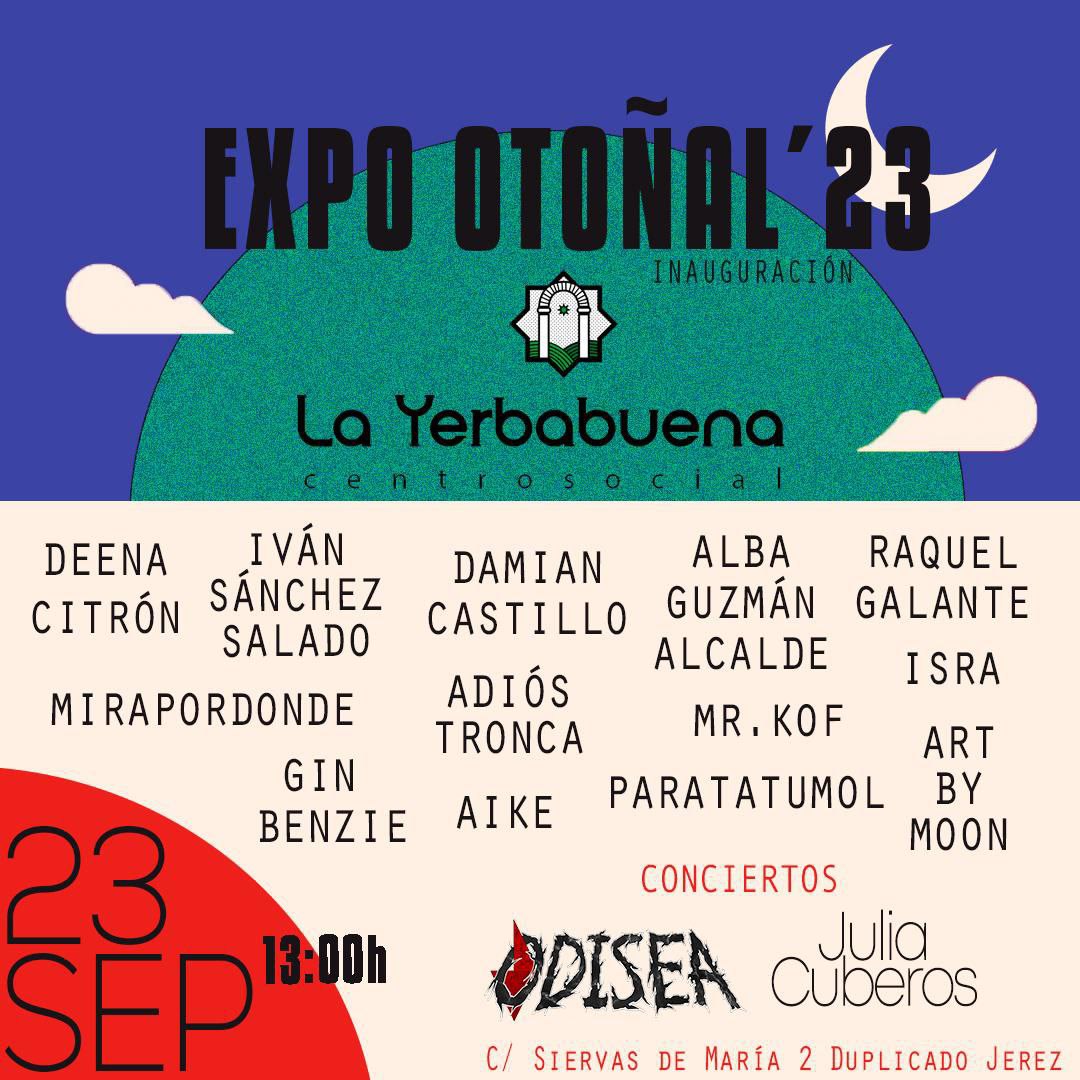 EXPO OTOÑAL'23
INAUGURACIÓN
La Yerbabuena
centrosocial
DEENA
CITRÓN
IVÁN
SÁNCHEZ
SALADO
DAMIAN
CASTILLO
ALBA
GUZMÁN
ALCALDE
RAQUEL
GALANTE
ISRA
MIRAPORDONDE
ADIÓS
TRONCA
MR.KOF
ART
BY
MOON
GIN
BENZIE
AIKE
PARATATUMOL
CONCIERTOS
ODISEA
Julia
Cuberos
23
SEP
13:00h
C/ SIERVAS DE MARÍA 2 DUPLICADO JEREZ